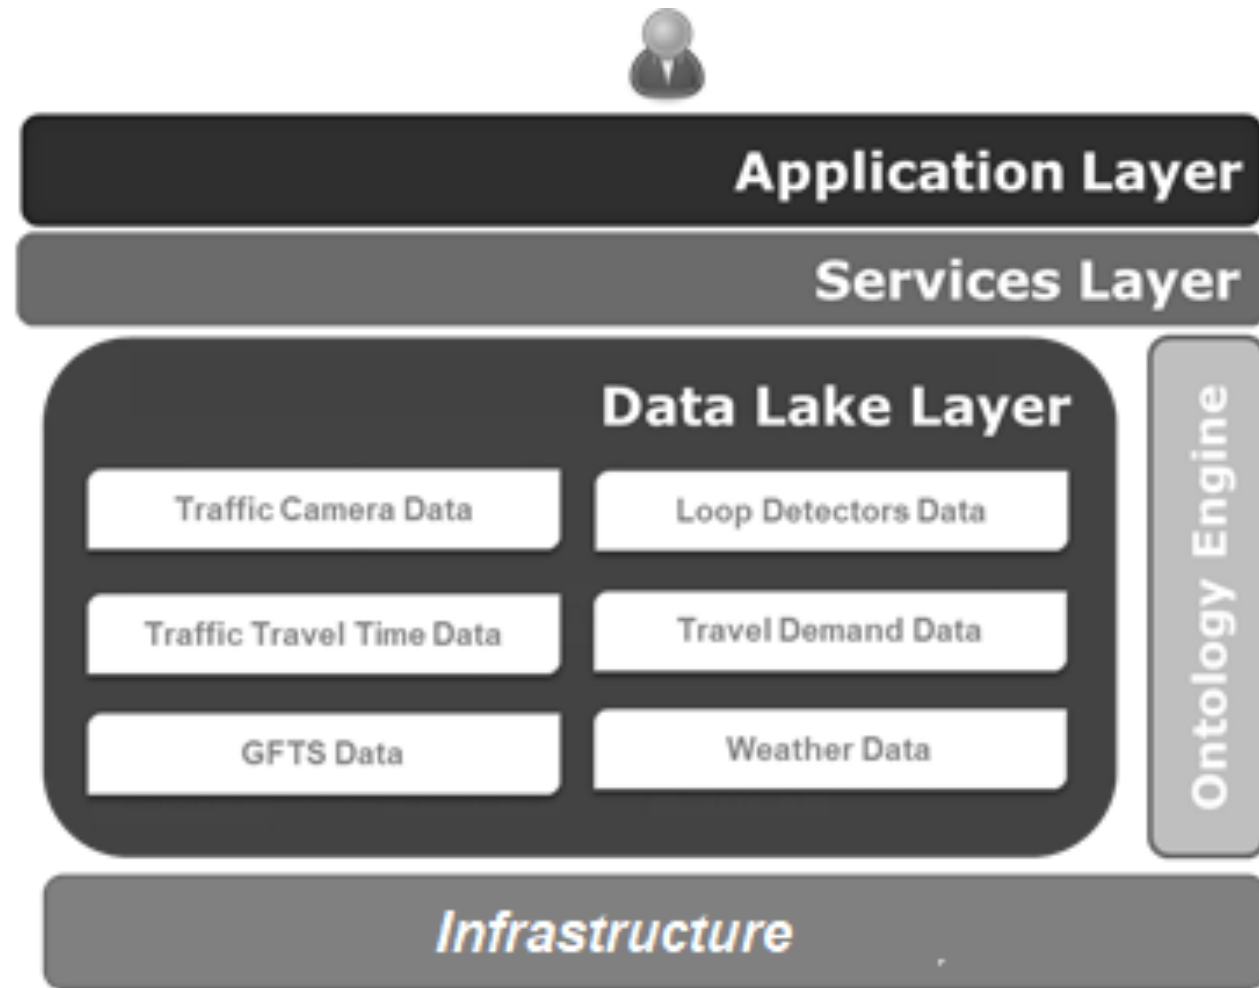 Application Layer
Services Layer
Data Lake Layer
Traffic Camera Data
Loop Detectors Data
Traffic Travel Time Data
Travel Demand Data
GFTS Data
Weather Data
Ontology Engine
Infrastructure